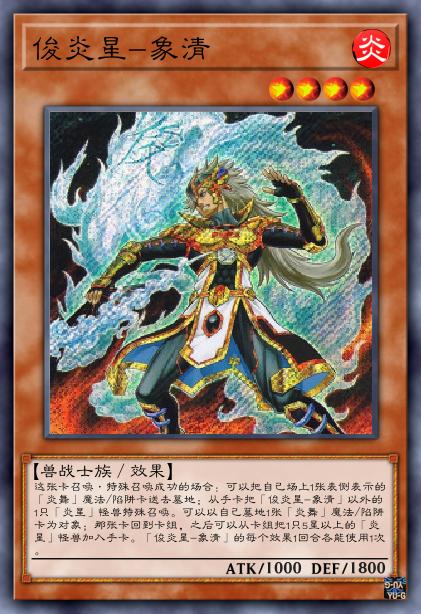 俊炎星-象清
炎
【兽战士族／效果】
这张卡召唤·特殊召唤成功的场合：可以把自己场上1张表侧表示的
「炎舞」魔法/陷阱卡送去墓地；从手卡把「俊炎星-象清」以外的
1只「炎星」怪兽特殊召唤。可以以自己墓地1张「炎舞」魔法/陷阱
卡为对象；那张卡回到卡组，之后可以从卡组把1只5星以上的「炎
星」怪兽加入手卡。「俊炎星-象清」的每个效果1回合各能使用1次
。
ATK/1000 DEF/1800
YU-G
YU-G